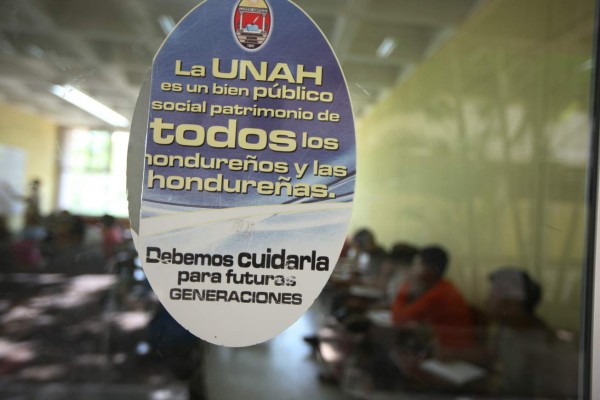 La UNAH
es un bien público
social patrimonio de
todos los
hondureños y las
hondureñas.
Debemos cuidarla
para futuras
GENERACIONES